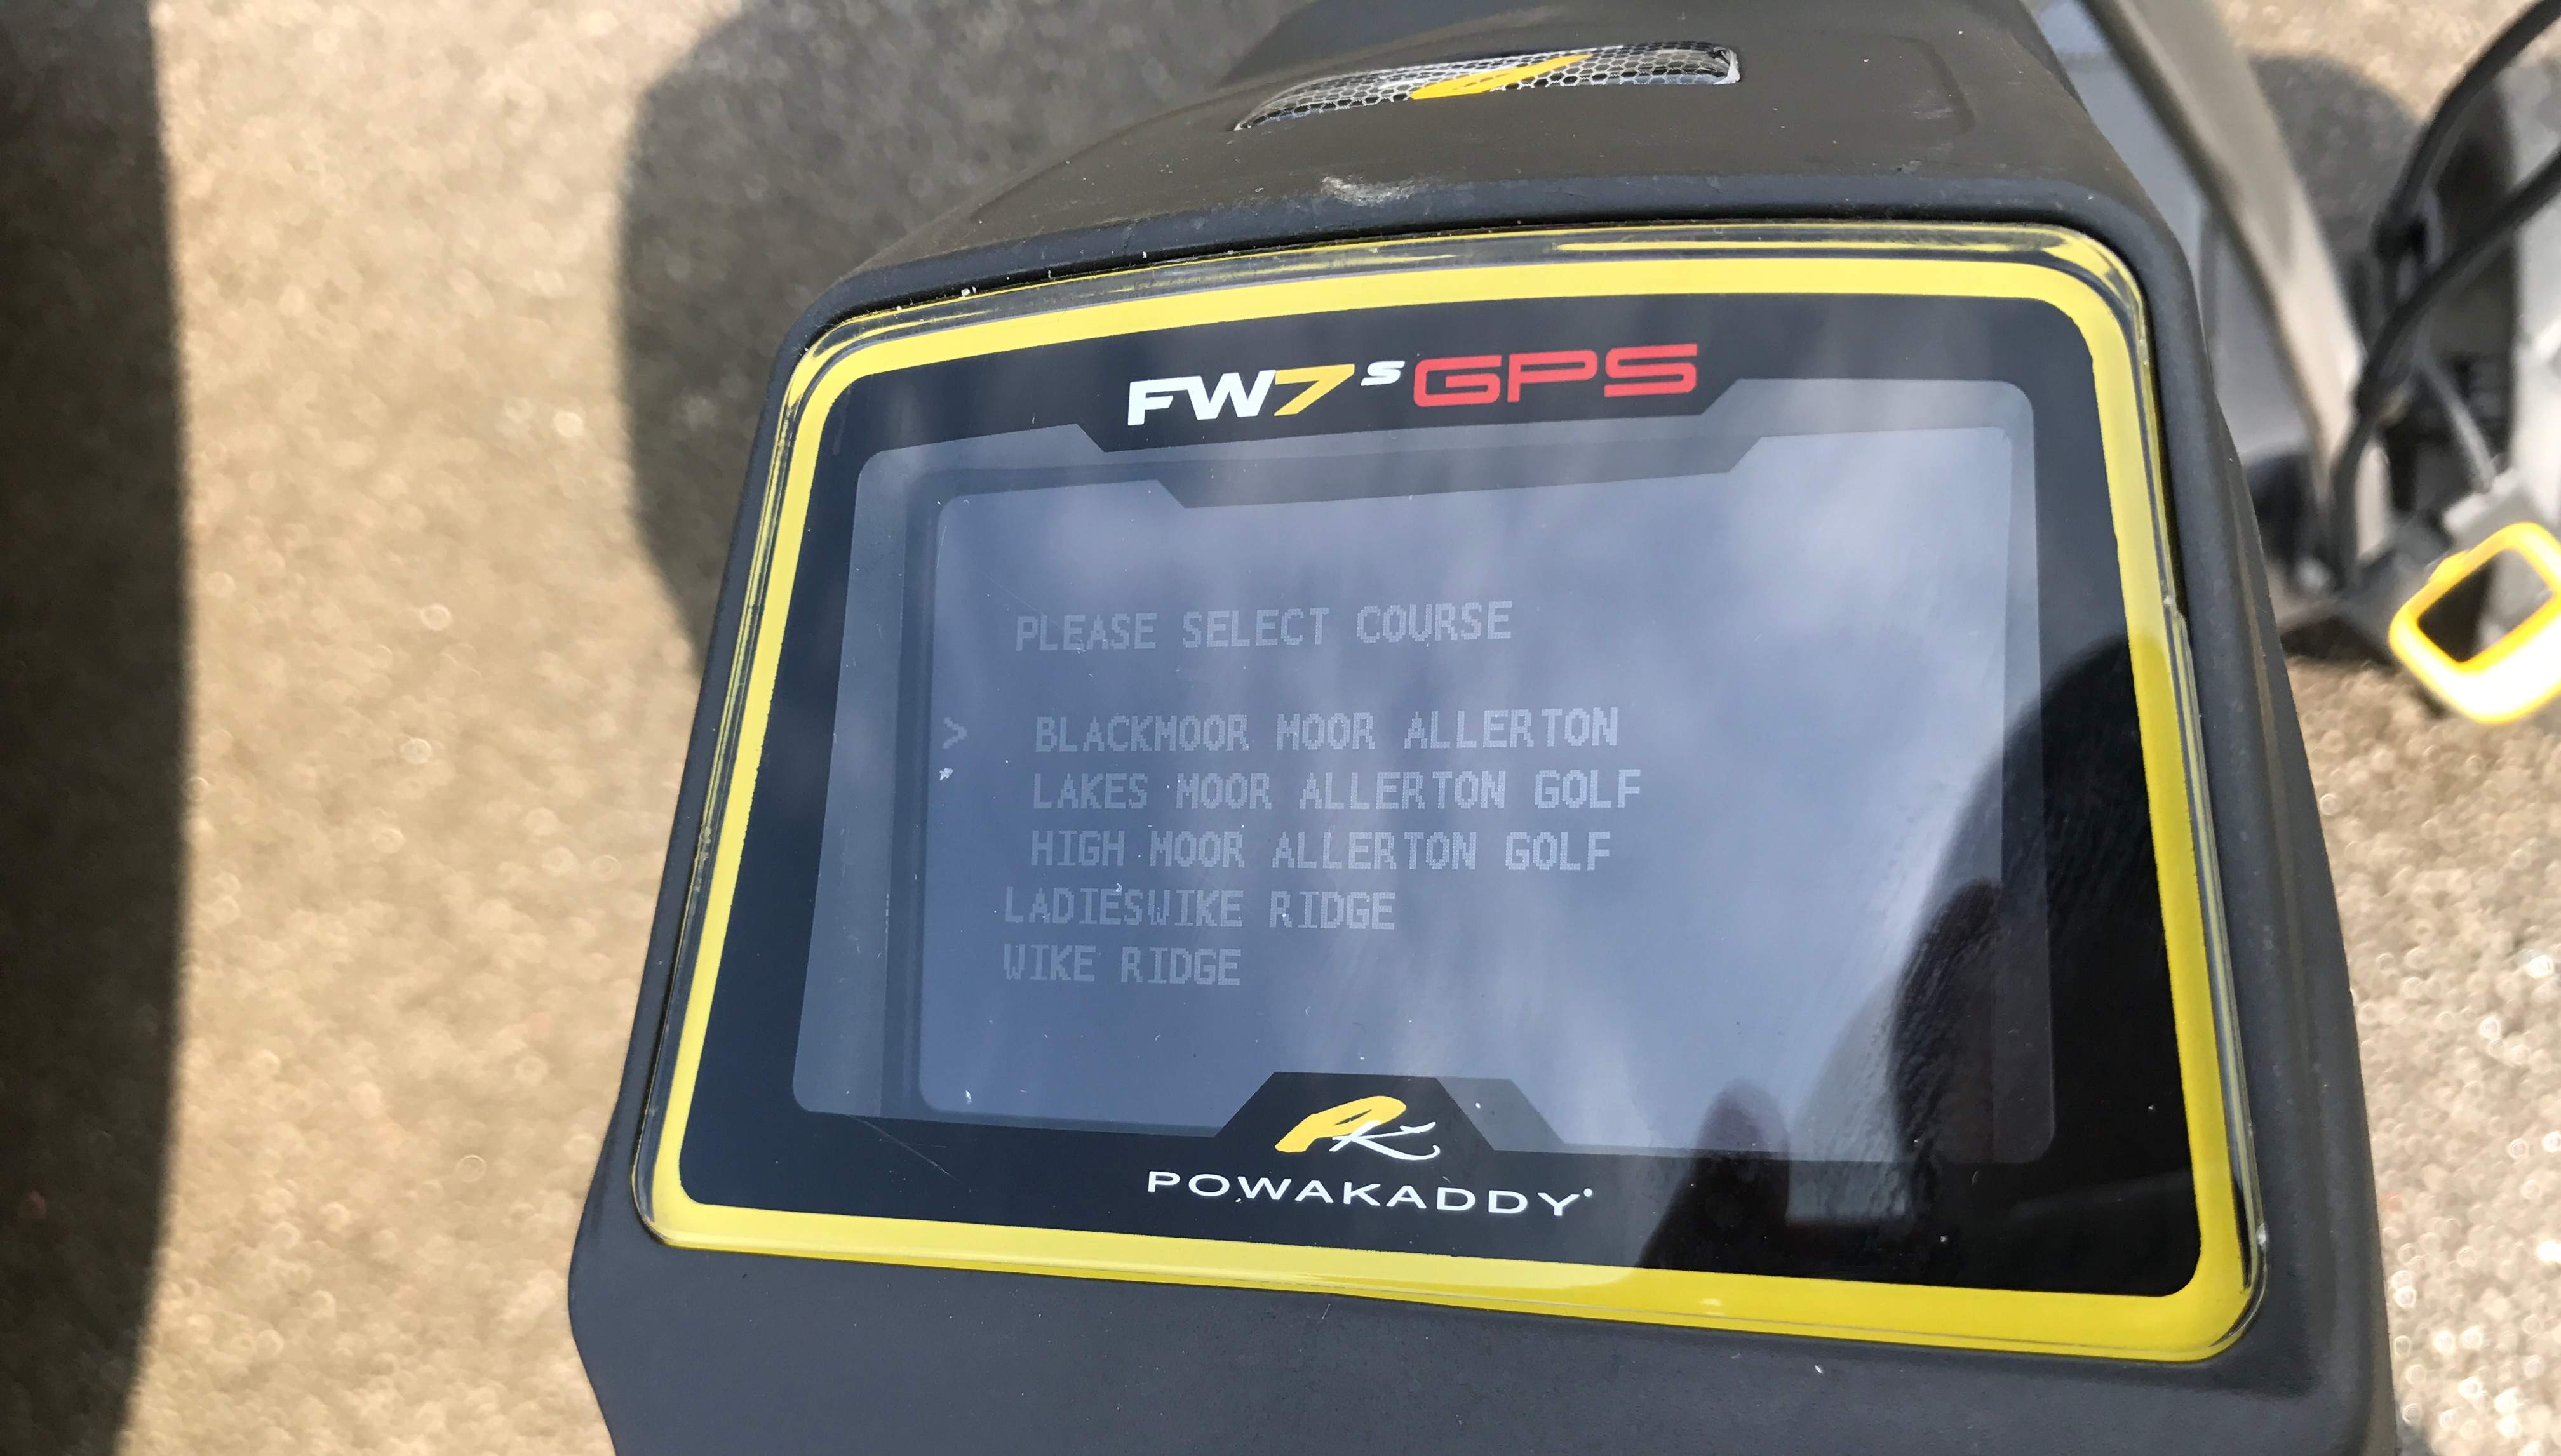 FW7s GPS
PLEASE SELECT COURSE
> BLACKMOOR MOOR ALLERTON
LAKES MOOR ALLERTON GOLF
HIGH MOOR ALLERTON GOLF
LADIESWIKE RIDGE
WIKE RIDGE
PK
POWAKADDY